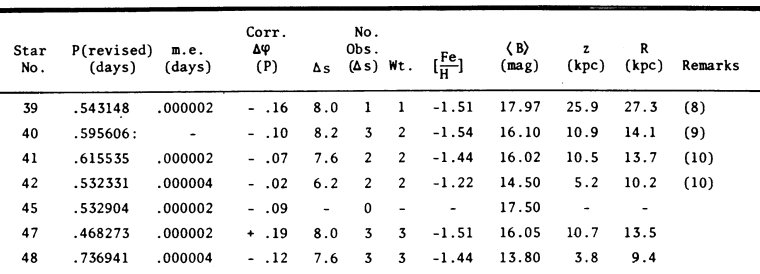 Corr. No.
Star P(revised) m.e. Δφ Obs. [Fe/H] ⟨B⟩ z R
No. (days) (days) (P) Δs (Δs) Wt. (mag) (kpc) (kpc) Remarks
39 .543148 .000002 - .16 8.0 1 1 -1.51 17.97 25.9 27.3 (8)
40 .595606: - - .10 8.2 3 2 -1.54 16.10 10.9 14.1 (9)
41 .615535 .000002 - .07 7.6 2 2 -1.44 16.02 10.5 13.7 (10)
42 .532331 .000004 - .02 6.2 2 2 -1.22 14.50 5.2 10.2 (10)
45 .532904 .000002 - .09 - 0 - - 17.50 - -
47 .468273 .000002 + .19 8.0 3 3 -1.51 16.05 10.7 13.5
48 .736941 .000004 - .12 7.6 3 3 -1.44 13.80 3.8 9.4